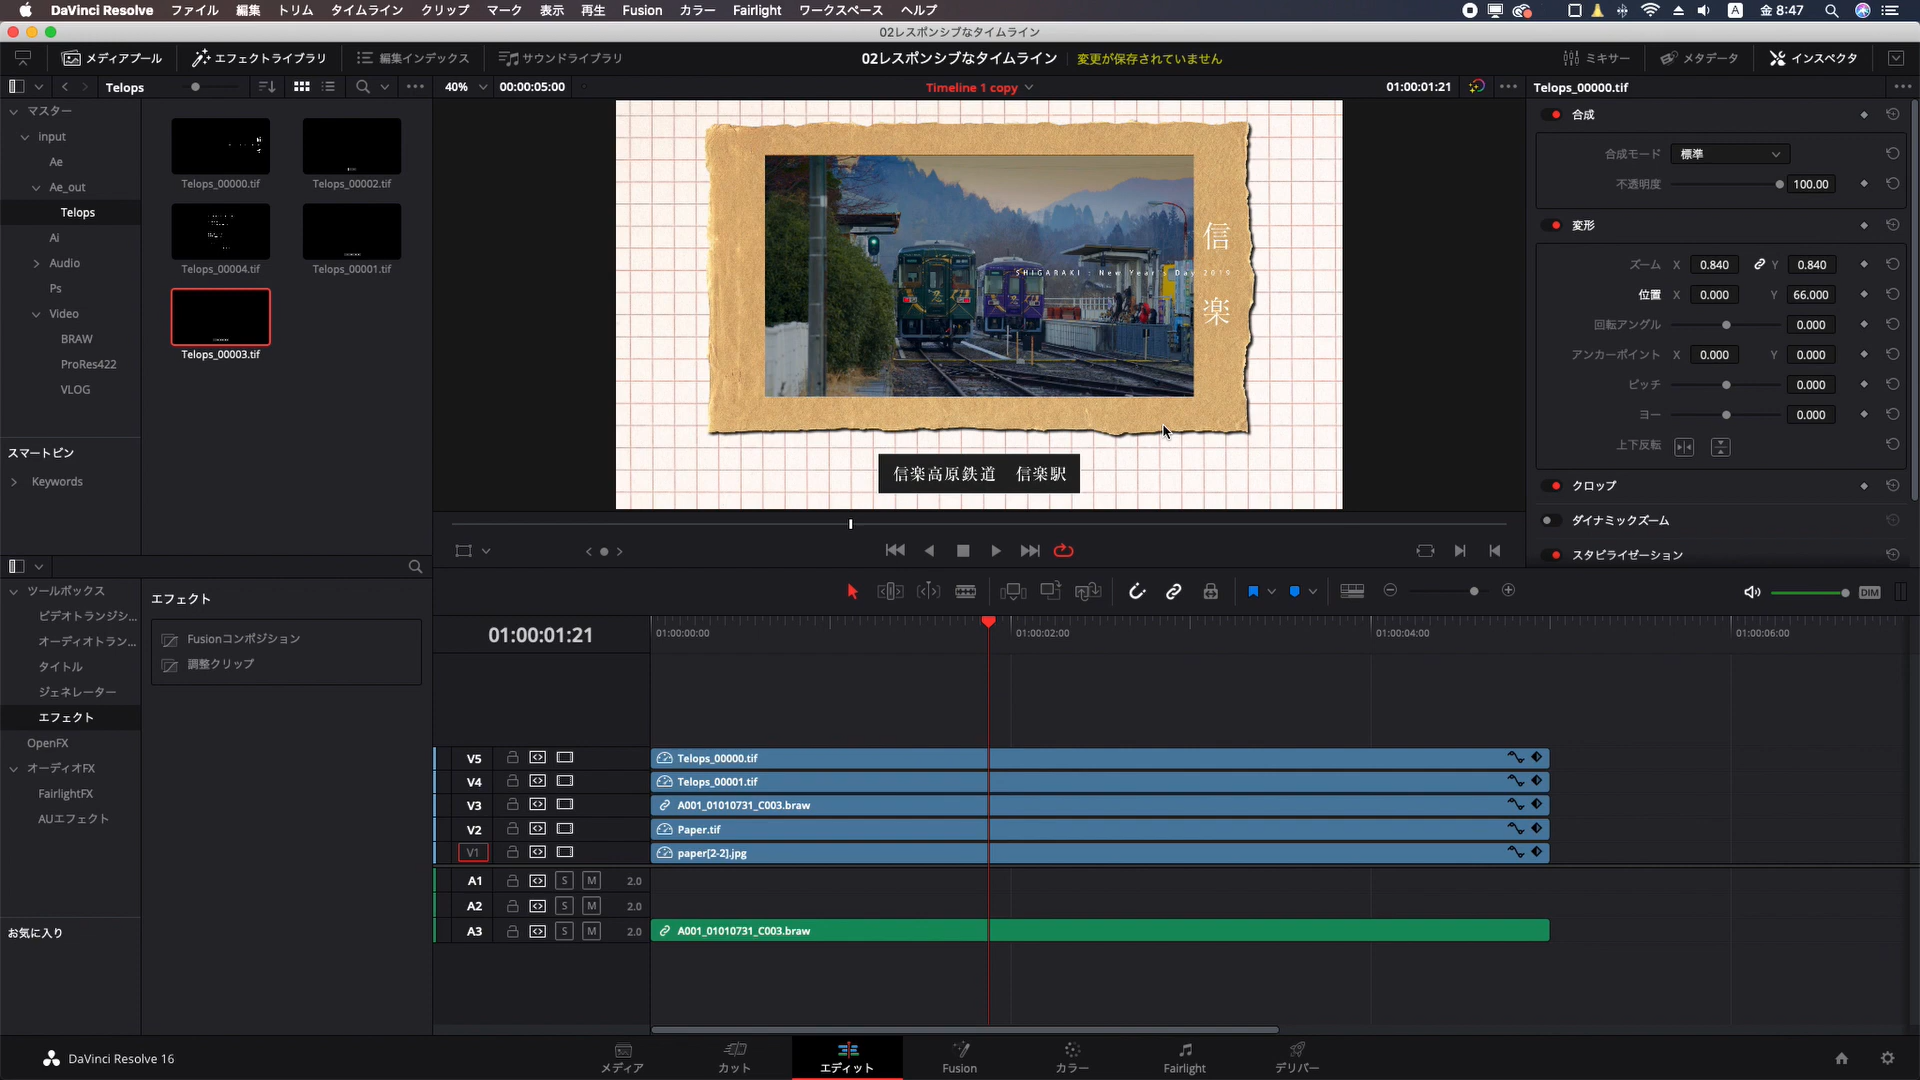 DaVinci Resolve ファイル 編集 トリム タイムライン クリップ マーク 表示 再生 Fusion カラー Fairlight ワークスペース ヘルプ A 金 8:47
02レスポンシブなタイムライン
メディアプール エフェクトライブラリ 編集インデックス サウンドライブラリ 02レスポンシブなタイムライン 変更が保存されていません ミキサー メタデータ インスペクタ
Telops 40% 00:00:05:00 Timeline 1 copy 01:00:01:21 Telops_00000.tif
マスター
input
Ae
Ae_out
Telops
Ai
Audio
Ps
Video
BRAW
ProRes422
VLOG
スマートビン
Keywords
Telops_00000.tif
Telops_00002.tif
Telops_00004.tif
Telops_00001.tif
Telops_00003.tif
信
SHIGARAKI : New Year's Day 2019
楽
信楽高原鉄道 信楽駅
合成
合成モード 標準
不透明度 100.00
変形
ズーム X 0.840 Y 0.840
位置 X 0.000 Y 66.000
回転アングル 0.000
アンカーポイント X 0.000 Y 0.000
ピッチ 0.000
ヨー 0.000
上下反転
クロップ
ダイナミックズーム
スタビライゼーション
ツールボックス
ビデオトランジシ...
オーディオトラン...
タイトル
ジェネレーター
エフェクト
OpenFX
オーディオFX
FairlightFX
AUエフェクト
お気に入り
エフェクト
Fusionコンポジション
調整クリップ
DIM
01:00:01:21 01:00:00:00 01:00:02:00 01:00:04:00 01:00:06:00
V5 Telops_00000.tif
V4 Telops_00001.tif
V3 A001_01010731_C003.braw
V2 Paper.tif
V1 paper[2-2].jpg
A1 S M 2.0
A2 S M 2.0
A3 S M 2.0 A001_01010731_C003.braw
DaVinci Resolve 16 メディア カット エディット Fusion カラー Fairlight デリバー